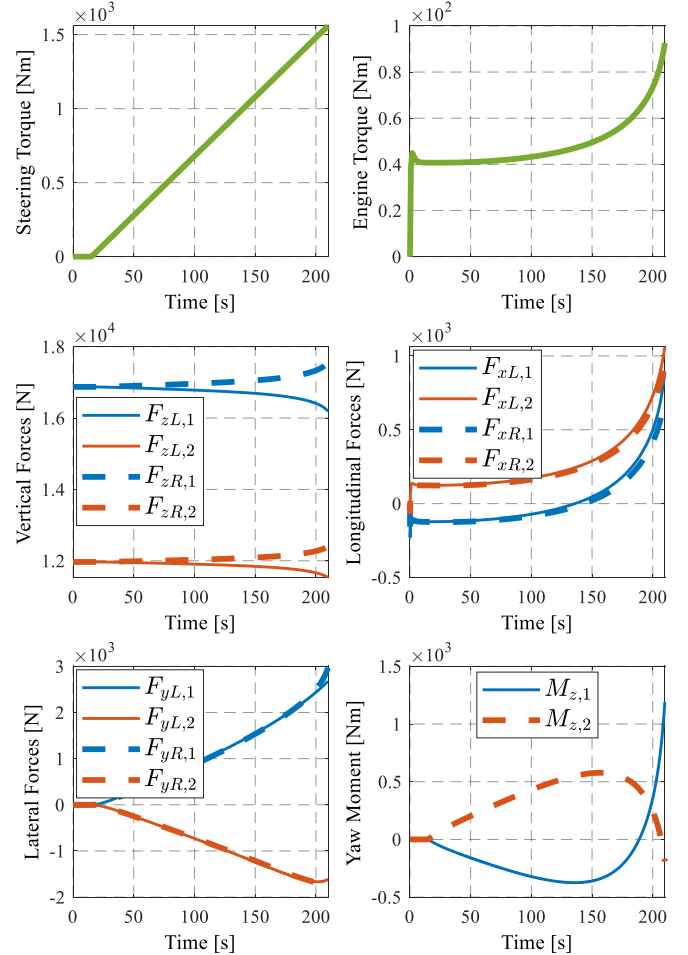 ×10³
Steering Torque [Nm]
1.5
1
0.5
0
0 50 100 150 200
Time [s]
×10²
Engine Torque [Nm]
1
0.8
0.6
0.4
0.2
0
0 50 100 150 200
Time [s]
×10⁴
Vertical Forces [N]
1.8
1.6
1.4
1.2
F_{zL,1}
F_{zL,2}
F_{zR,1}
F_{zR,2}
0 50 100 150 200
Time [s]
×10³
Longitudinal Forces [N]
1
0.5
0
-0.5
F_{xL,1}
F_{xL,2}
F_{xR,1}
F_{xR,2}
0 50 100 150 200
Time [s]
×10³
Lateral Forces [N]
3
2
1
0
-1
-2
F_{yL,1}
F_{yL,2}
F_{yR,1}
F_{yR,2}
0 50 100 150 200
Time [s]
×10³
Yaw Moment [Nm]
1.5
1
0.5
0
-0.5
M_{z,1}
M_{z,2}
0 50 100 150 200
Time [s]